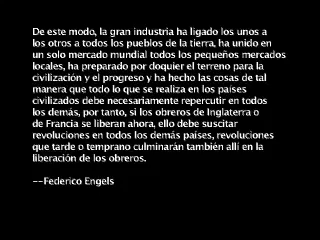 De este modo, la gran industria ha ligado los unos a
los otros a todos los pueblos de la tierra, ha unido en
un solo mercado mundial todos los pequeños mercados
locales, ha preparado por doquier el terreno para la
civilización y el progreso y ha hecho las cosas de tal
manera que todo lo que se realiza en los países
civilizados debe necesariamente repercutir en todos
los demás, por tanto, si los obreros de Inglaterra o
de Francia se liberan ahora, ello debe suscitar
revoluciones en todos los demás países, revoluciones
que tarde o temprano culminarán también allí en la
liberación de los obreros.
--Federico Engels